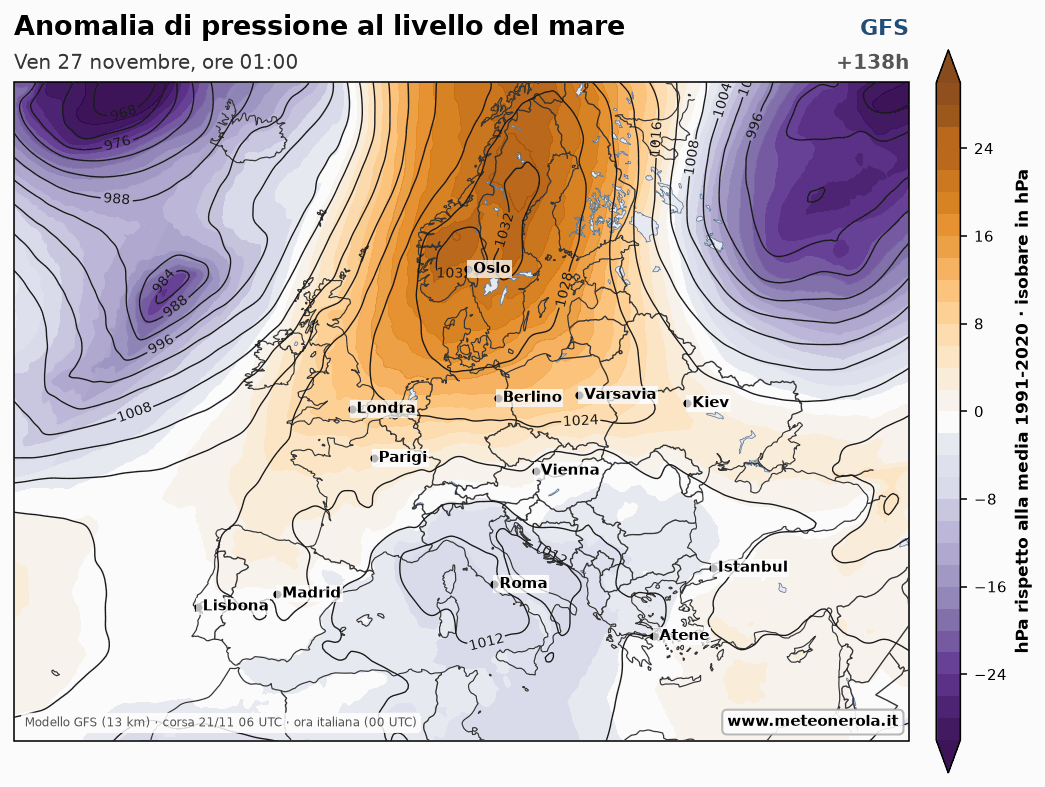 Anomalia di pressione al livello del mare
GFS
Ven 27 novembre, ore 01:00
+138h
968
976
988
984
988
996
1008
1004
996
1016
1008
1032
1028
1024
1012
Oslo
Londra
Berlino
Varsavia
Kiev
Parigi
Vienna
Madrid
Lisbona
Roma
Istanbul
Atene
24
16
8
0
−8
−16
−24
hPa rispetto alla media 1991-2020 · isobare in hPa
Modello GFS (13 km) · corsa 21/11 06 UTC · ora italiana (00 UTC)
www.meteonerola.it